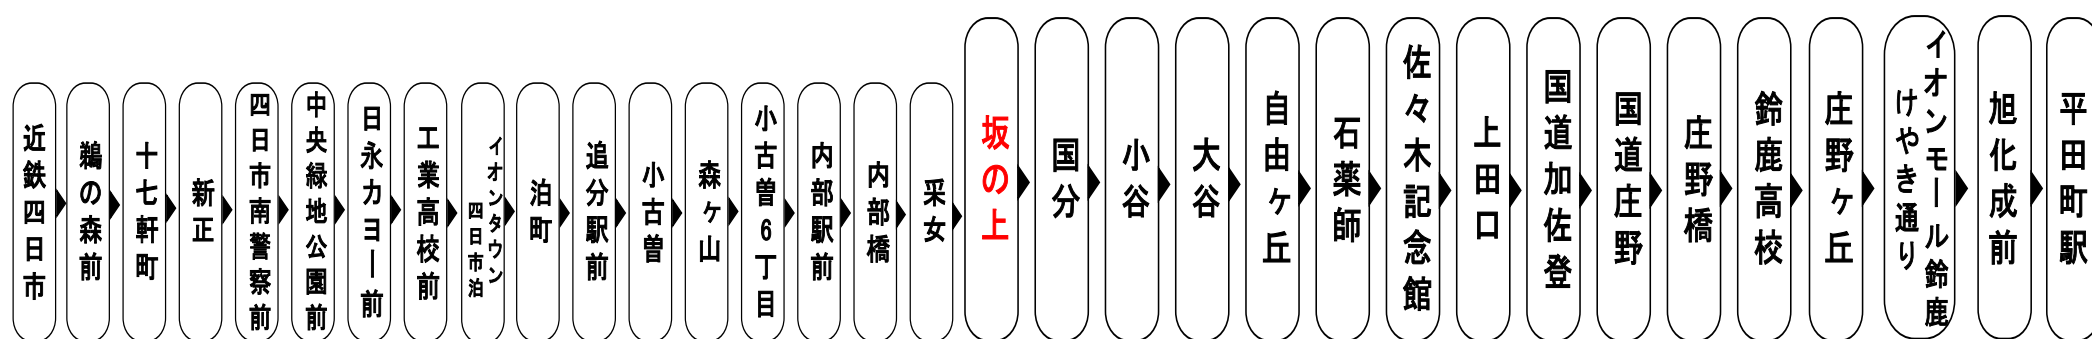 近鉄四日市
鵜の森前
十七軒町
新正
四日市南警察前
中央緑地公園前
日永カヨー前
工業高校前
イオンタウン
四日市泊
泊町
追分駅前
小古曽
森ヶ山
小古曽6丁目
内部駅前
内部橋
采女
坂の上
国分
小谷
大谷
自由ヶ丘
石薬師
佐々木記念館
上田口
国道加佐登
国道庄野
庄野橋
鈴鹿高校
庄野ヶ丘
イオンモール鈴鹿
けやき通り
旭化成前
平田町駅